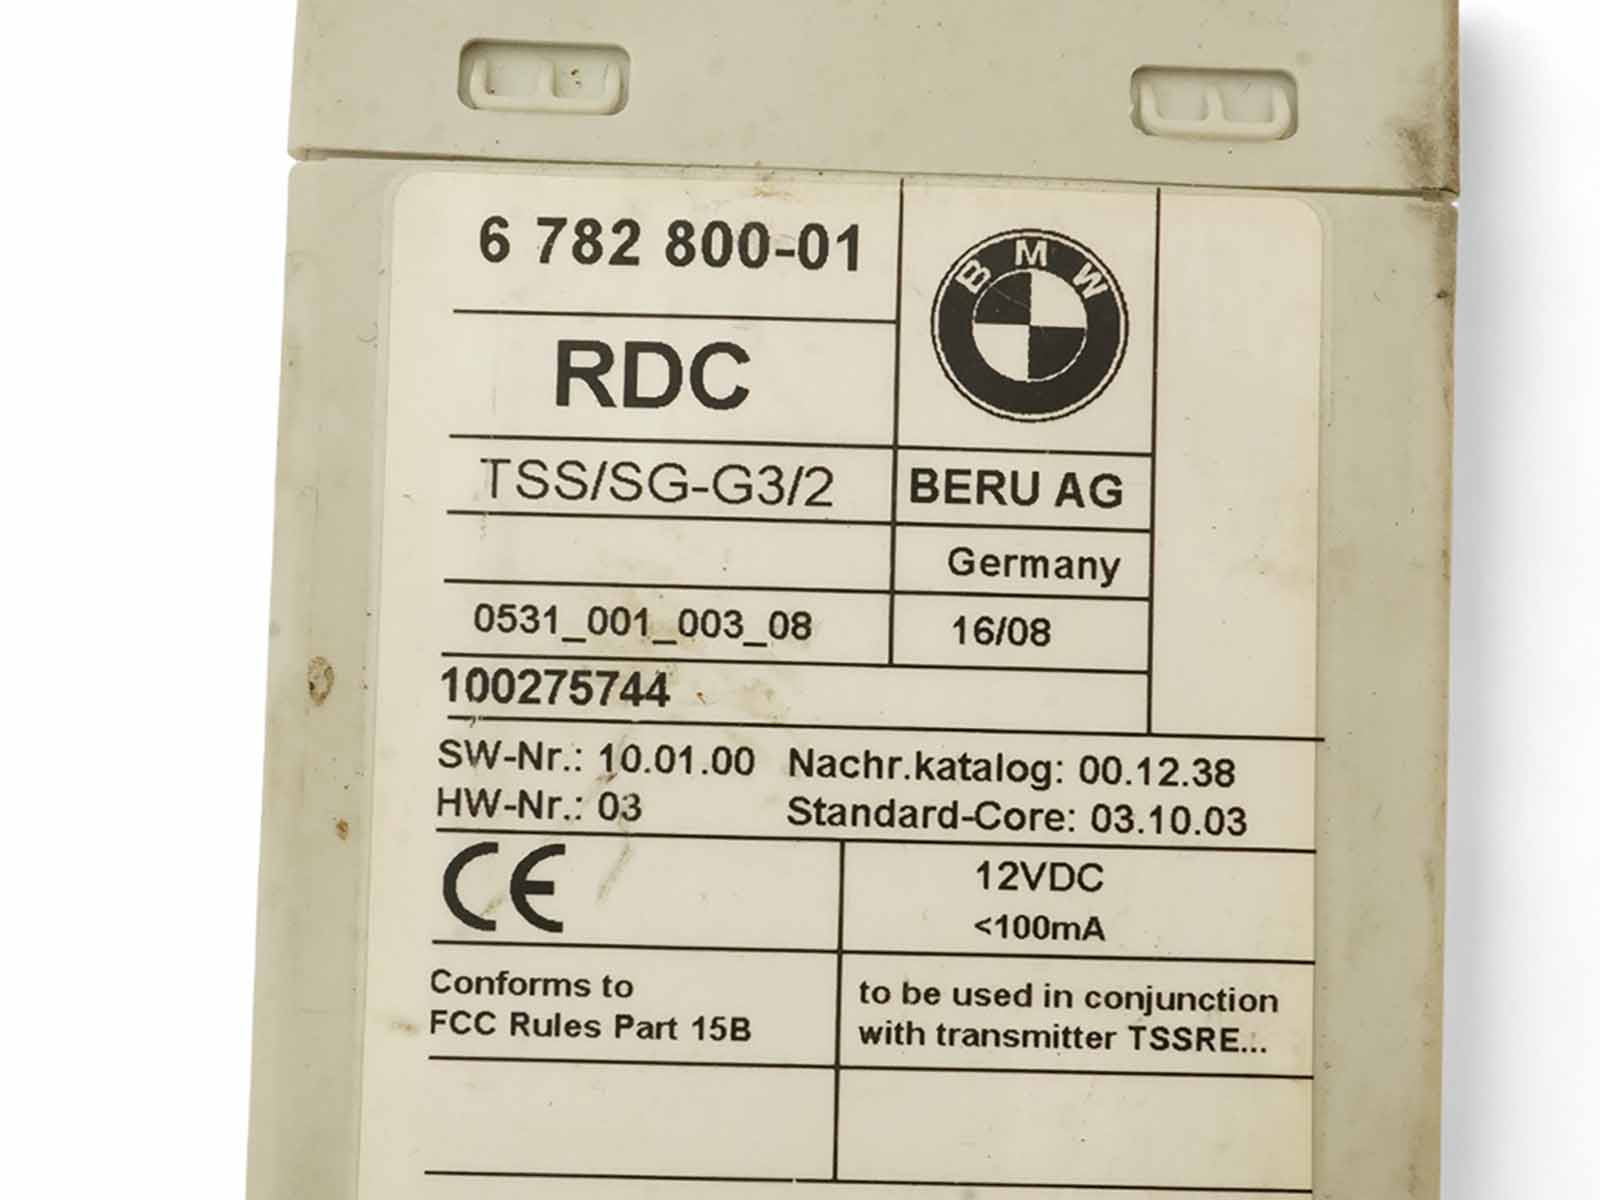 6 782 800-01
BMW
RDC
TSS/SG-G3/2
BERU AG
Germany
0531_001_003_08
16/08
100275744
SW-Nr.: 10.01.00 Nachr.katalog: 00.12.38
HW-Nr.: 03 Standard-Core: 03.10.03
CE
12VDC
<100mA
Conforms to
FCC Rules Part 15B
to be used in conjunction
with transmitter TSSRE...